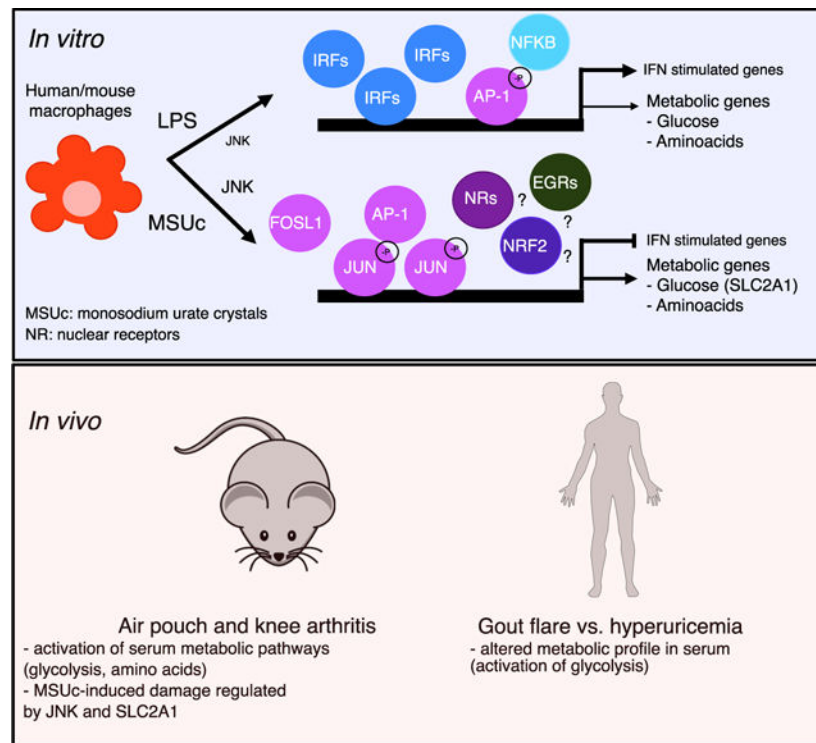 In vitro
Human/mouse
macrophages
LPS
JNK
JNK
MSUc
IRFs
IRFs
IRFs
NFKB
-P
AP-1
IFN stimulated genes
Metabolic genes
- Glucose
- Aminoacids
FOSL1
AP-1
-P
JUN
-P
JUN
NRs
?
EGRs
?
NRF2
?
IFN stimulated genes
Metabolic genes
- Glucose (SLC2A1)
- Aminoacids
MSUc: monosodium urate crystals
NR: nuclear receptors
In vivo
Air pouch and knee arthritis
- activation of serum metabolic pathways
(glycolysis, amino acids)
- MSUc-induced damage regulated
by JNK and SLC2A1
Gout flare vs. hyperuricemia
- altered metabolic profile in serum
(activation of glycolysis)